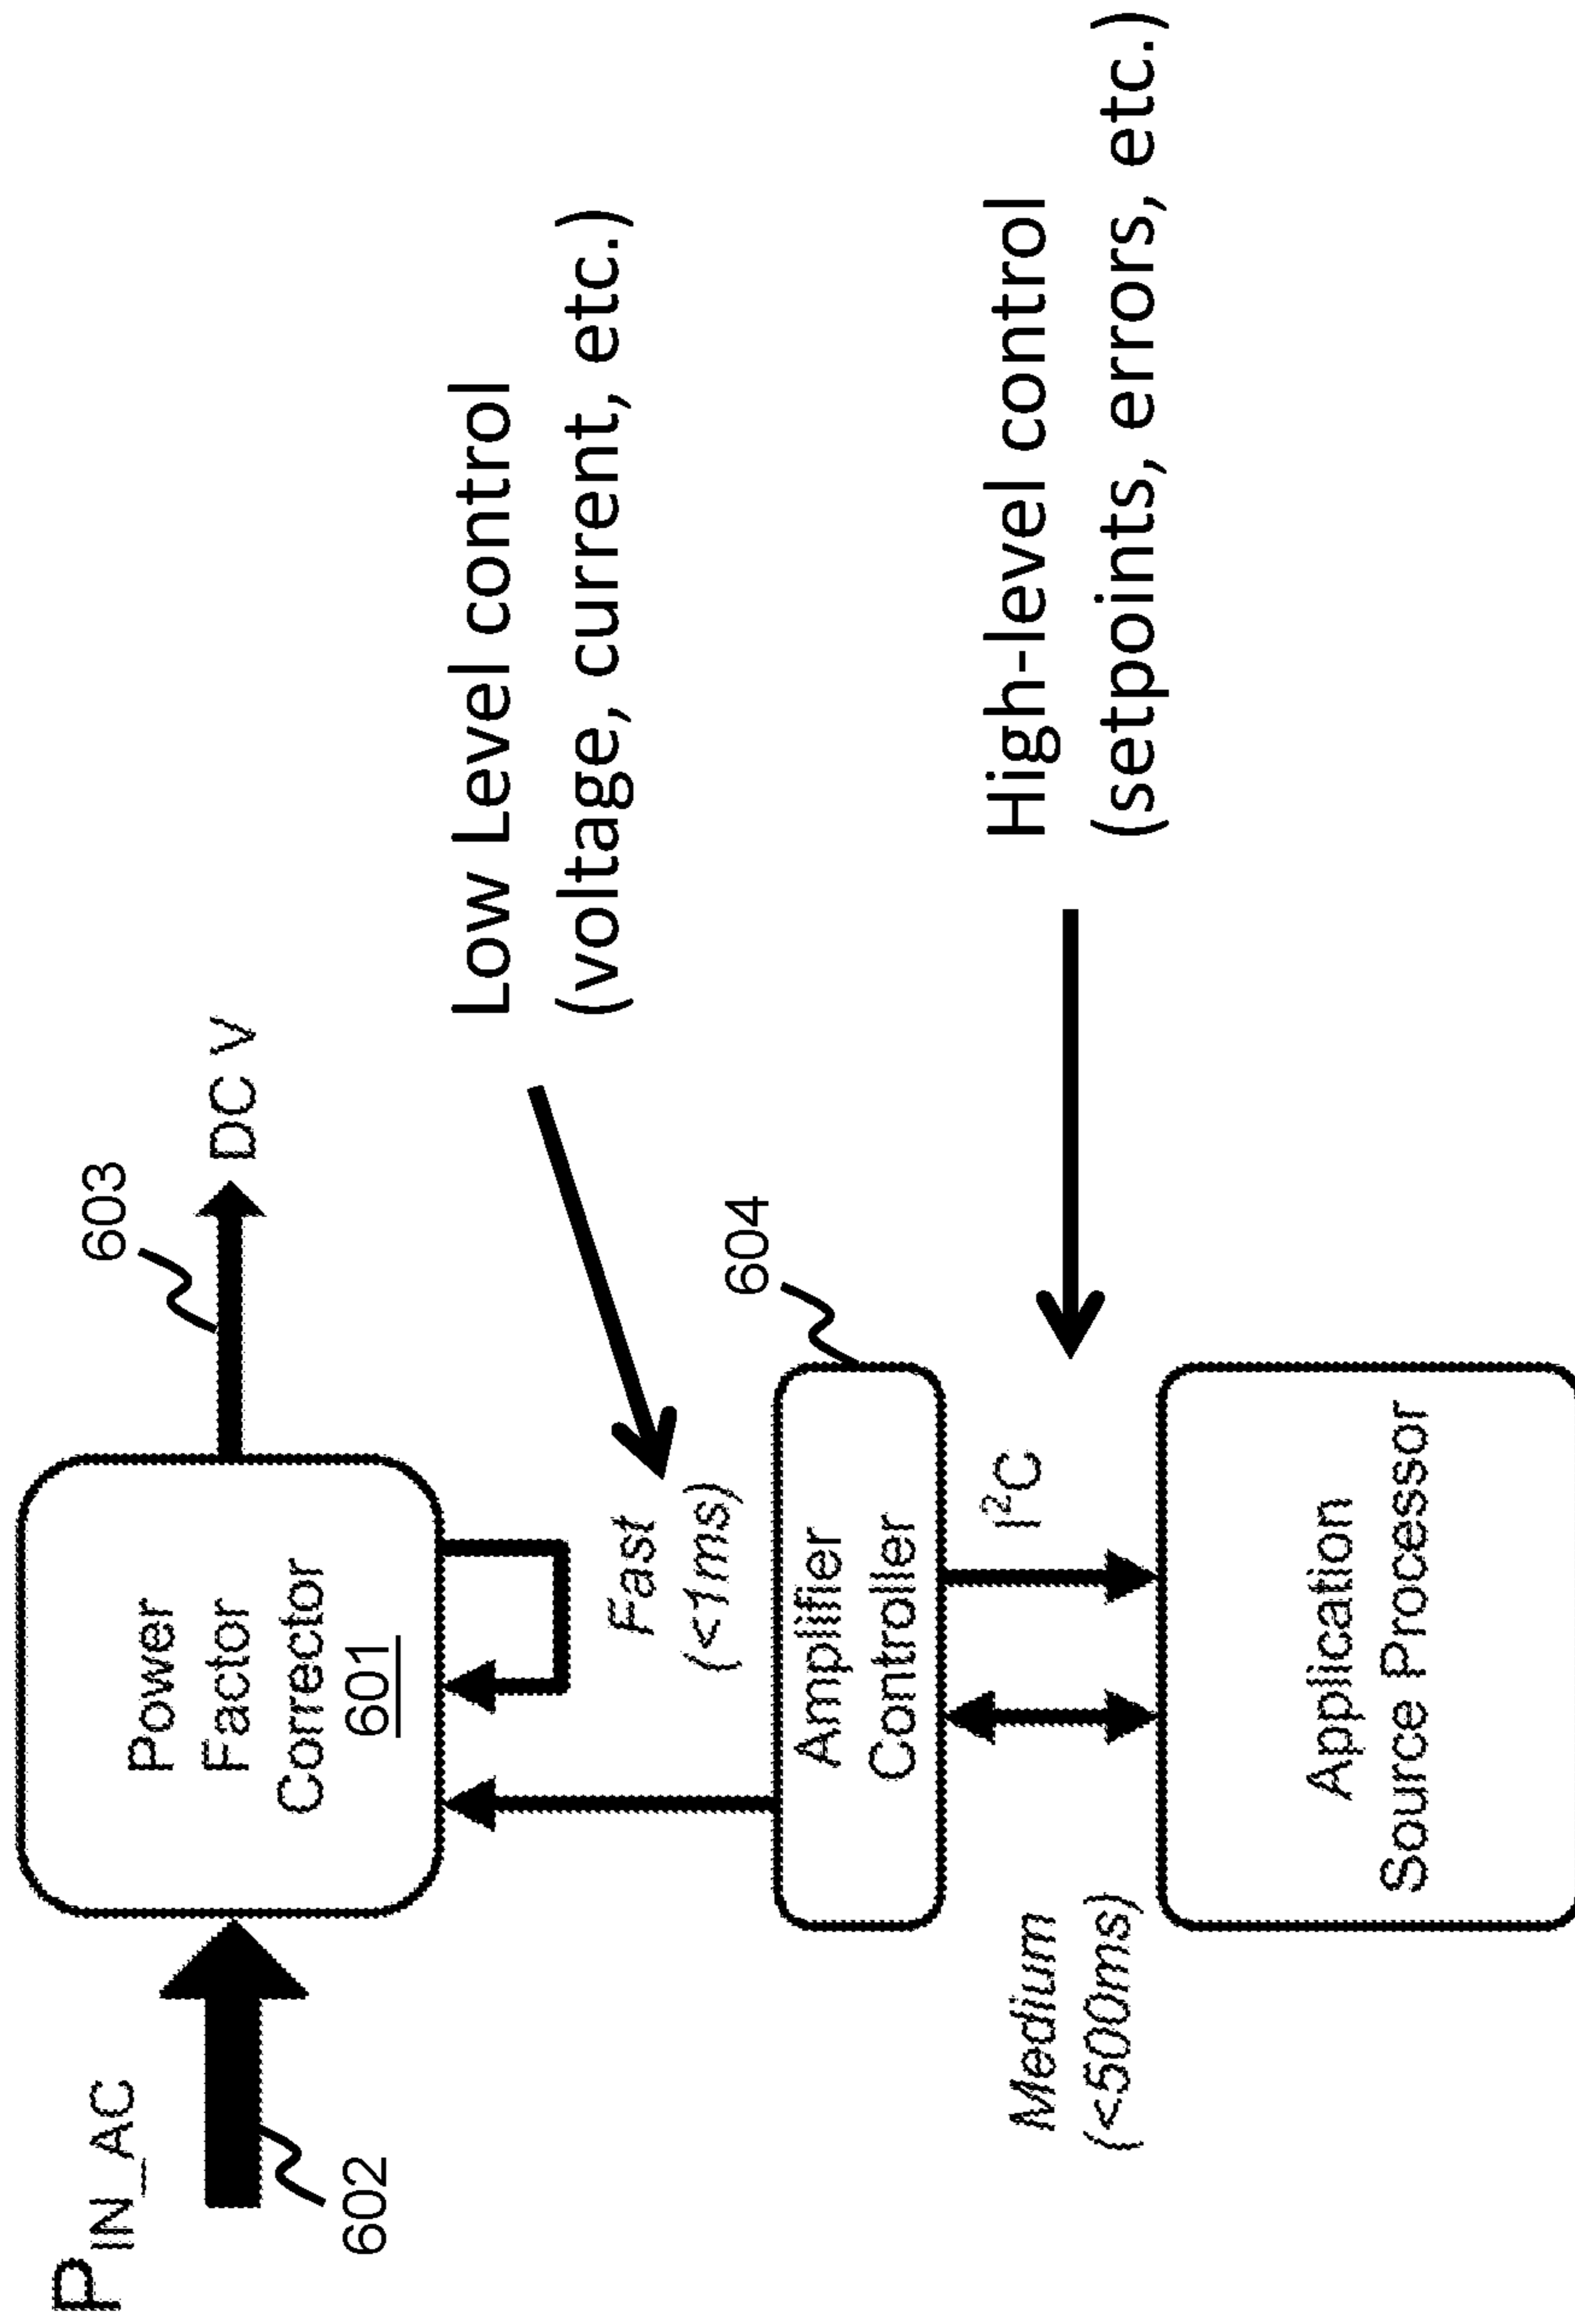 P_IN_AC
602
Power
Factor
Corrector
601
603
DC V
Fast
(<1ms)
Low Level control
(voltage, current, etc.)
604
Amplifier
Controller
Medium
(<500ms)
I²C
High-level control
(setpoints, errors, etc.)
Application
Source Processor